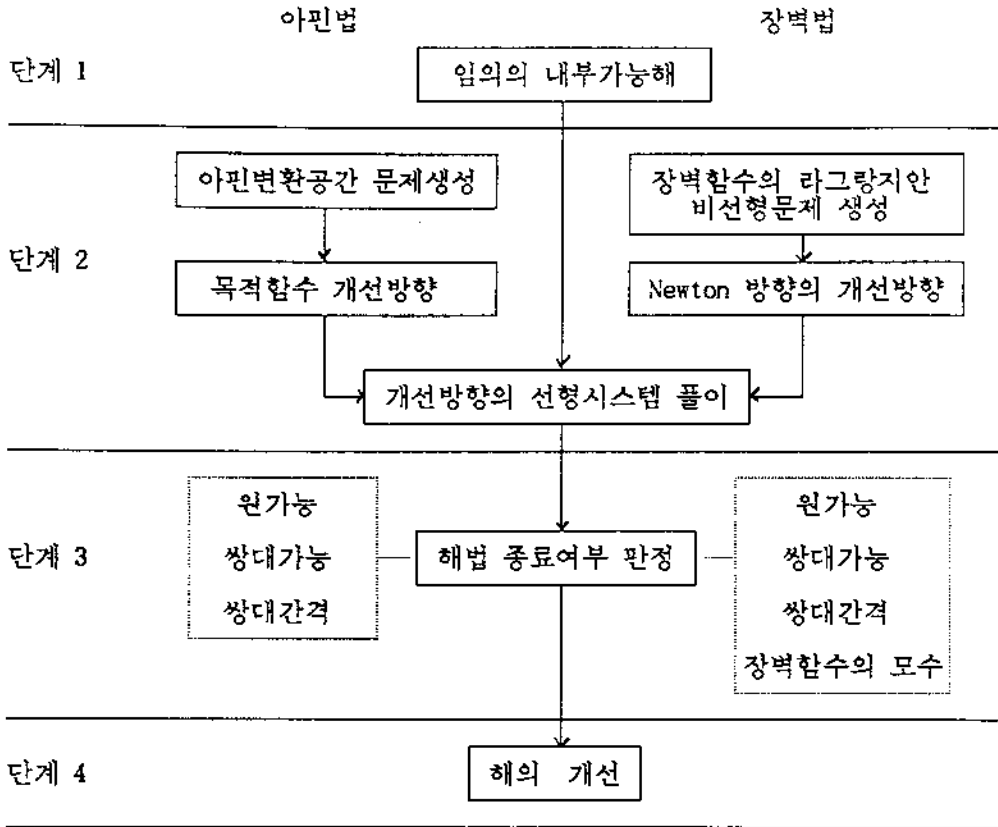 아핀법
장벽법
단계 1
임의의 내부가능해
아핀변환공간 문제생성
장벽함수의 라그랑지안
비선형문제 생성
단계 2
목적함수 개선방향
Newton 방향의 개선방향
개선방향의 선형시스템 풀이
원가능
쌍대가능
쌍대간격
단계 3
해법 종료여부 판정
원가능
쌍대가능
쌍대간격
장벽함수의 모수
단계 4
해의 개선